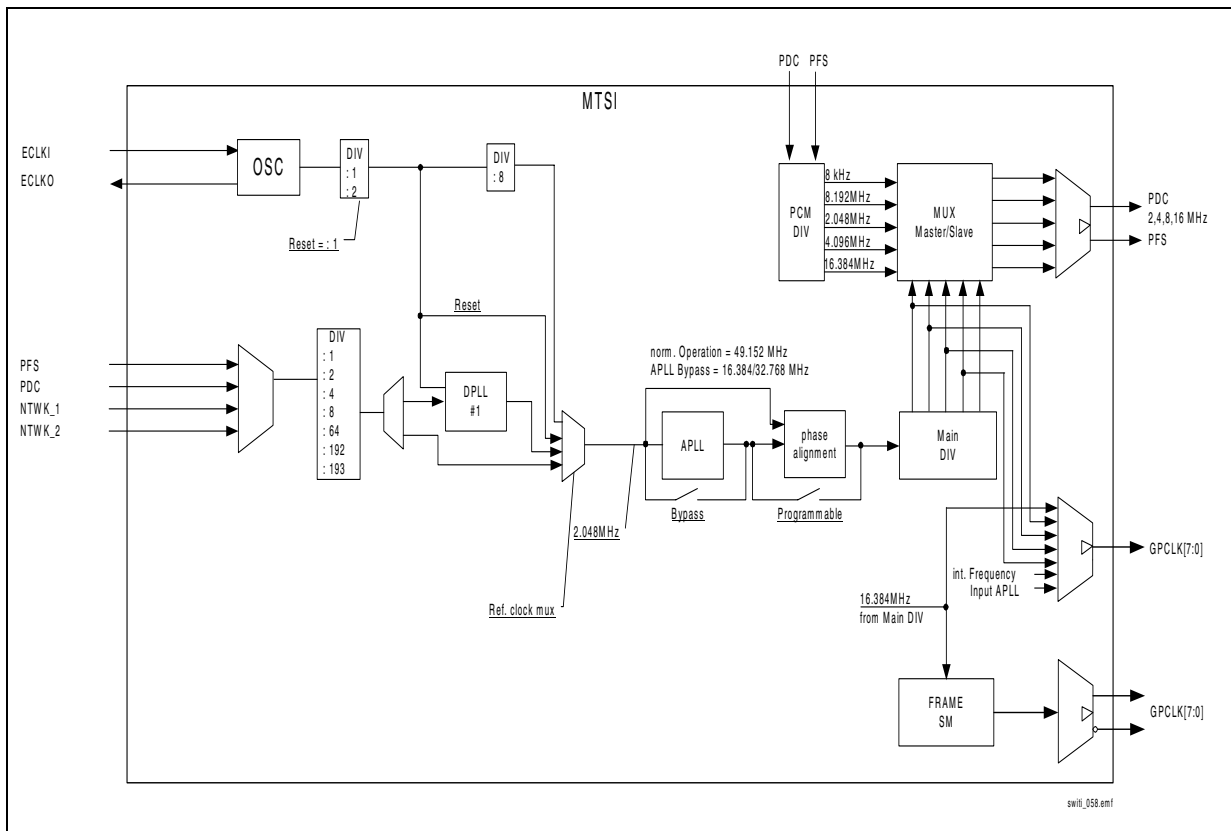 PDC PFS
MTSI
ECLKI
ECLKO
OSC
DIV
: 1
: 2
DIV
: 8
Reset = : 1
PCM
DIV
8 kHz
8.192MHz
2.048MHz
4.096MHz
16.384MHz
MUX
Master/Slave
PDC
2,4,8,16 MHz
PFS
Reset
PFS
PDC
NTWK_1
NTWK_2
DIV
: 1
: 2
: 4
: 8
: 64
: 192
: 193
DPLL
#1
norm. Operation = 49.152 MHz
APLL Bypass = 16.384/32.768 MHz
APLL
phase
alignment
Main
DIV
Bypass
Programmable
2.048MHz
Ref. clock mux
int. Frequency
Input APLL
GPCLK[7:0]
16.384MHz
from Main DIV
FRAME
SM
GPCLK[7:0]
switi_058.emf